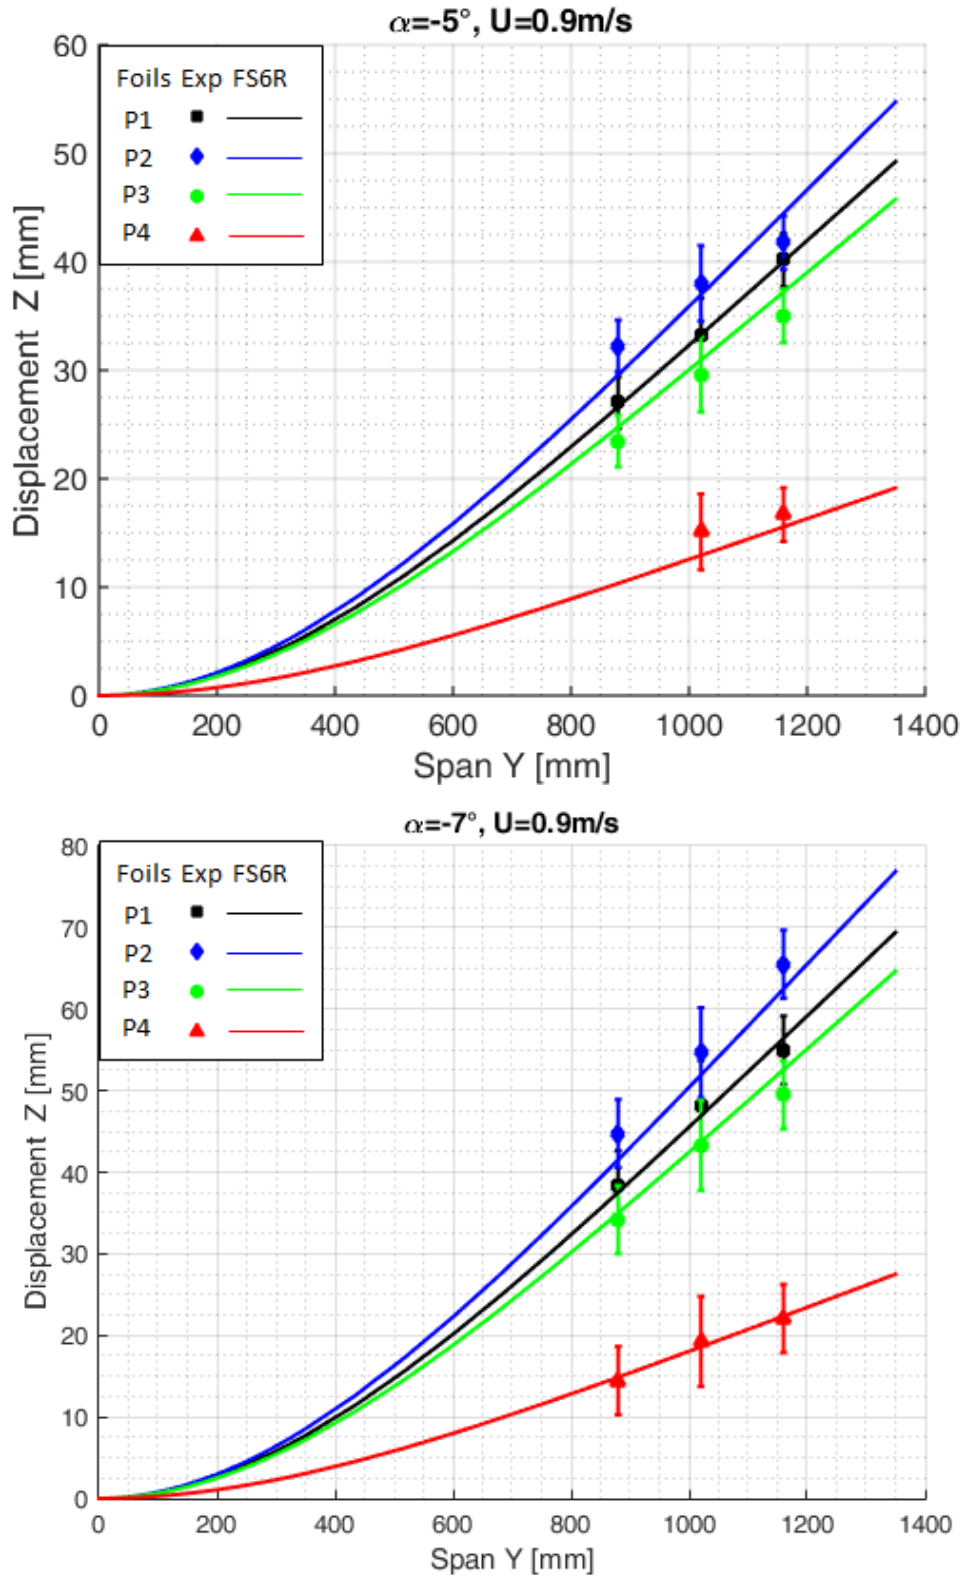 α=-5°, U=0.9m/s
60
50
40
30
20
10
0
Displacement Z [mm]
Foils Exp FS6R
P1
P2
P3
P4
0 200 400 600 800 1000 1200 1400
Span Y [mm]
α=-7°, U=0.9m/s
80
70
60
50
40
30
20
10
0
Displacement Z [mm]
Foils Exp FS6R
P1
P2
P3
P4
0 200 400 600 800 1000 1200 1400
Span Y [mm]